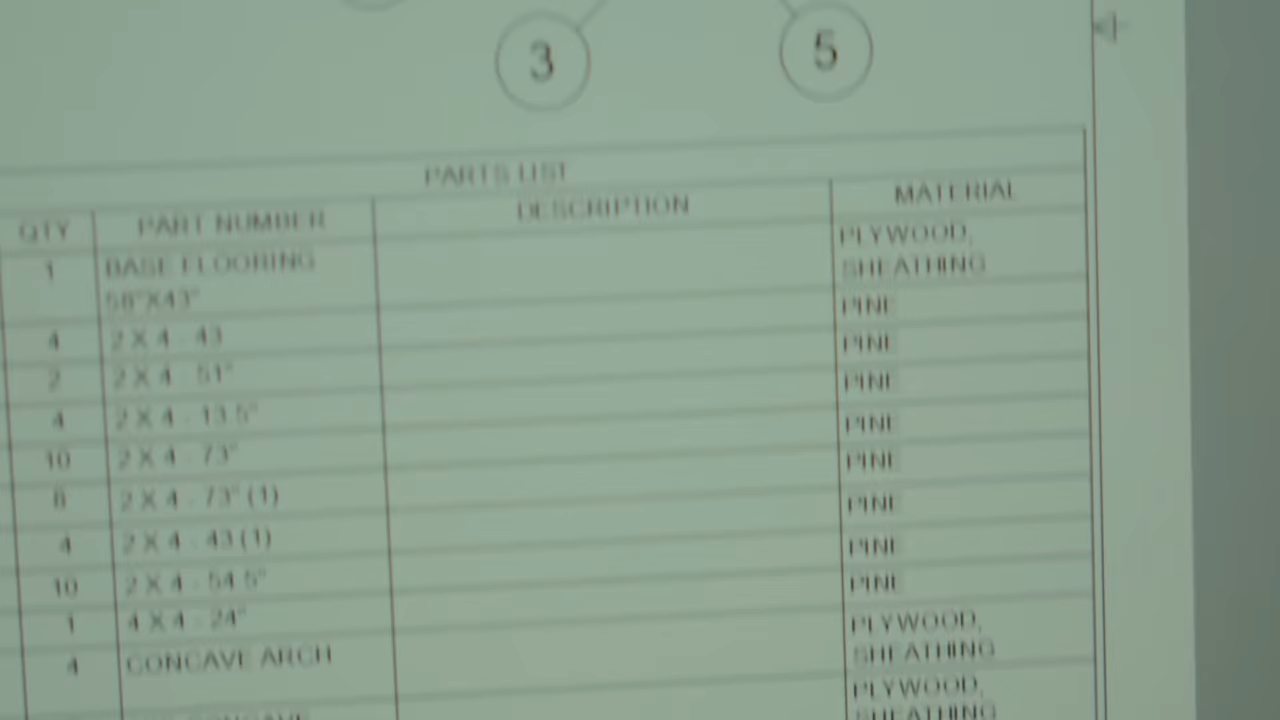 3 5
PARTS LIST
QTY PART NUMBER DESCRIPTION MATERIAL
1 BASE FLOORING PLYWOOD,
58"X43" SHEATHING
4 2 X 4 - 43 PINE
2 2 X 4 - 51" PINE
4 2 X 4 - 13.5" PINE
10 2 X 4 - 73" PINE
8 2 X 4 - 73" (1) PINE
4 2 X 4 - 43 (1) PINE
10 2 X 4 - 54.5" PINE
1 4 X 4 - 24" PINE
4 CONCAVE ARCH PLYWOOD,
SHEATHING
CONCAVE PLYWOOD,
SHEATHING